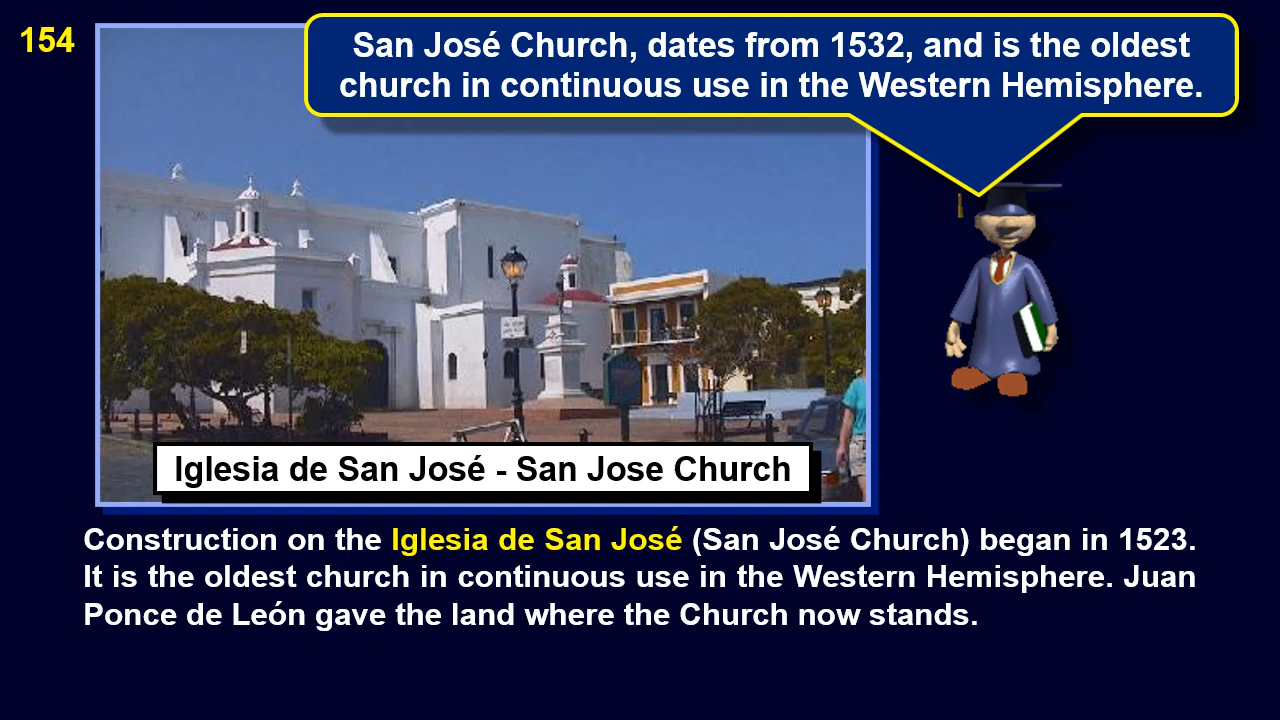 154
San José Church, dates from 1532, and is the oldest
church in continuous use in the Western Hemisphere.
Iglesia de San José - San Jose Church
Construction on the Iglesia de San José (San José Church) began in 1523.
It is the oldest church in continuous use in the Western Hemisphere. Juan
Ponce de León gave the land where the Church now stands.